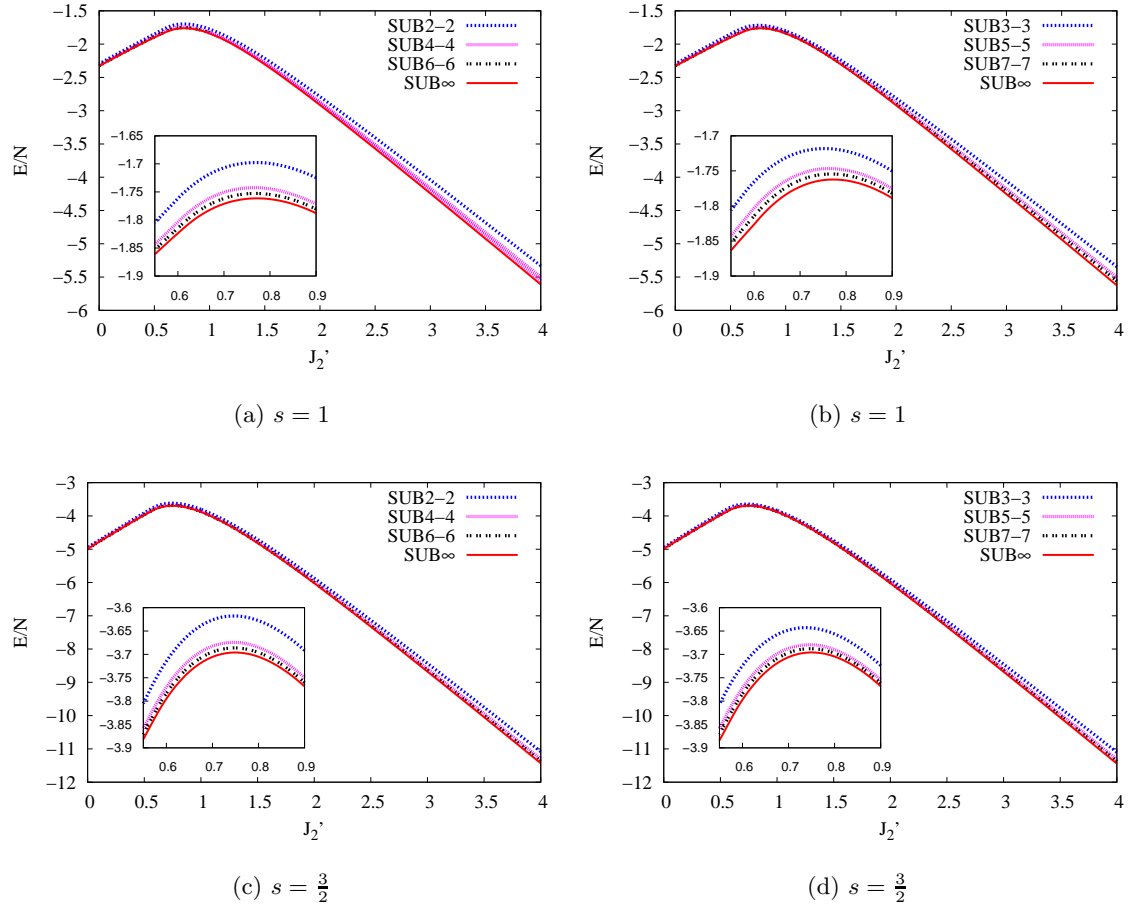 −1.5
−2
−2.5
−3
−3.5
−4
−4.5
−5
−5.5
−6
E/N
0 0.5 1 1.5 2 2.5 3 3.5 4
J2’
SUB2−2
SUB4−4
SUB6−6
SUB∞
−1.65
−1.7
−1.75
−1.8
−1.85
−1.9
0.6 0.7 0.8 0.9
(a) s = 1
−1.5
−2
−2.5
−3
−3.5
−4
−4.5
−5
−5.5
−6
E/N
0 0.5 1 1.5 2 2.5 3 3.5 4
J2’
SUB3−3
SUB5−5
SUB7−7
SUB∞
−1.7
−1.75
−1.8
−1.85
−1.9
0.6 0.7 0.8 0.9
(b) s = 1
−3
−4
−5
−6
−7
−8
−9
−10
−11
−12
E/N
0 0.5 1 1.5 2 2.5 3 3.5 4
J2’
SUB2−2
SUB4−4
SUB6−6
SUB∞
−3.6
−3.65
−3.7
−3.75
−3.8
−3.85
−3.9
0.6 0.7 0.8 0.9
(c) s = 3/2
−3
−4
−5
−6
−7
−8
−9
−10
−11
−12
E/N
0 0.5 1 1.5 2 2.5 3 3.5 4
J2’
SUB3−3
SUB5−5
SUB7−7
SUB∞
−3.6
−3.65
−3.7
−3.75
−3.8
−3.85
−3.9
0.6 0.7 0.8 0.9
(d) s = 3/2